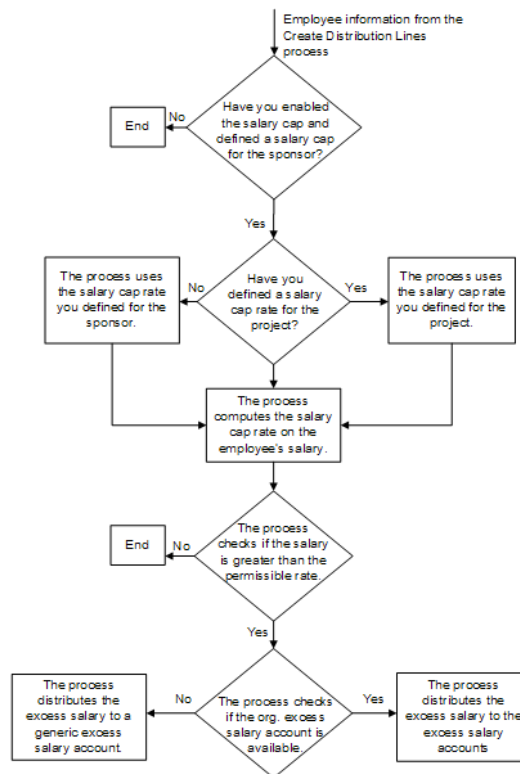 Employee information from the
Create Distribution Lines
process
Have you enabled
the salary cap and
defined a salary cap
for the sponsor?
No
End
Yes
The process uses
the salary cap rate
you defined for the
sponsor.
No
Have you
defined a salary
cap rate for the
project?
Yes
The process uses
the salary cap rate
you defined for the
project.
The process
computes the salary
cap rate on the
employee's salary.
The process
checks if the salary
is greater than the
permissible rate.
No
End
Yes
The process
distributes the
excess salary to a
generic excess
salary account.
No
The process checks
if the org. excess
salary account is
available.
Yes
The process
distributes the
excess salary to the
excess salary
accounts